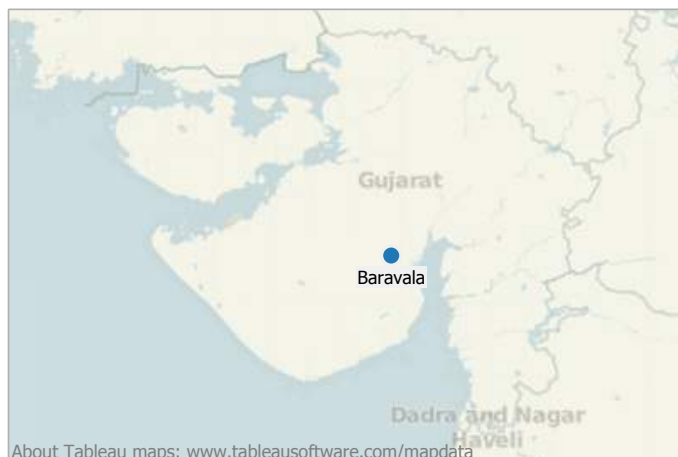 Gujarat
Baravala
Dadra and Nagar
Haveli
About Tableau maps: www.tableausoftware.com/mapdata